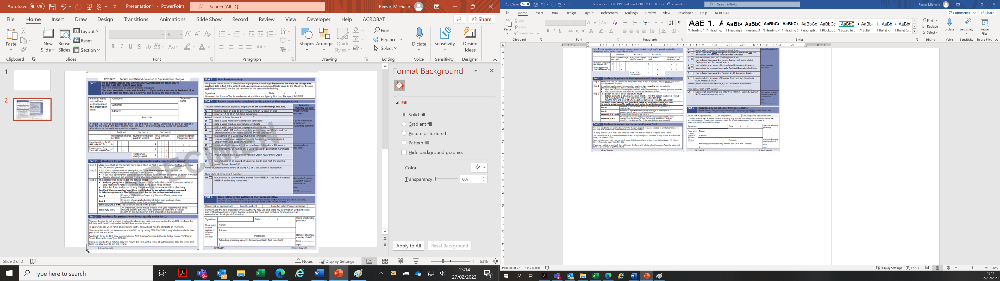 AutoSave Off
Presentation1 - PowerPoint
Search (Alt+Q)
Reeve, Michelle
File Home Insert Draw Design Transitions Animations Slide Show Record Review View Developer Help ACROBAT
Share
Paste
Clipboard
New Slide
Reuse Slides
Layout
Reset
Section
Slides
96
Font
Paragraph
Shapes
Arrange
Quick Styles
Drawing
Find
Replace
Select
Editing
Dictate
Voice
Sensitivity
Sensitivity
Design Ideas
Designer
1
2
FP570423 Receipt and Refund claim for NHS prescription charges
Part 1 TO BE COMPLETED BY THE DISPENSING PRACTITIONER (OR THEIR STAFF)
ON THE DATE THE CHARGE WAS PAID.
This form should only be used in premises in England
You must complete, stamp and date Part 1. If you make a mistake in Sections i, ii, or
iii do not alter the form. Use a new FP57 and destroy the incorrect one.
Patient's name and address as it appears on the prescription form
Forename:
Surname:
Address:
Postcode:
Dispenser's stamp
A single FP57 can be completed for both HRT and non-HRT items. Complete all parts of section I
to III for the listed HRT items and/or non-HRT items. Strikethrough any boxes not applicable.
Alterations in this section cannot be accepted.
Section I Section II Section III
Prescription charge per item
Number of charges paid (in words)
Total amount paid
Date prescription charge was paid
Item(s) on Drug Tariff HRT only PPC list £ . £ . / /
Item(s) not on Drug Tariff HRT only PPC list £ . £ . / /
Total of all charges paid £ .
Part 2 Guidance for patients (or their representatives) – How to get a refund
Step 1 Make sure that all the details have been filled in Part 1 (receipt) above before you leave
the dispenser's premises
Step 2 If you have a valid reason for exemption, you have three months from the date the
prescription charge was paid in which to claim a refund.
• If you have a prescription exemption certificate issued by the Ministry of Defence, go to Part 4 overleaf
• Anyone else must get a refund from a pharmacy. Please go to Step 3
Step 3 The person who goes to get the refund must
• Before going to a pharmacy, obtain proof of why the patient can have a refund
and make sure Parts 5 + 6 of this form have been filled in; then
• Take this form and proof of why the patient can have a refund to a pharmacy
See Part 5 boxes overleaf and then check below to see what evidence you need
to take to pharmacy. The evidence must be for the patient named above
Box A Evidence of the patient's age, e.g. birth certificate, passport or
medical card
Box B Evidence of age and educational status (age as above plus a
student card or letter from school/college)
Boxes D, E, F, W, L or M The certificate issued to the patient
Boxes H, K, S or U An order book, Award Notice or letter from your Jobcentre Plus office
showing that the patient or their partner was entitled to a relevant
benefit on the date (see Part 1) the prescription charge was paid.
Part 3 Guidance for patients who do not qualify under Part 2
You may be able to get a refund if, when the charge was paid, you were entitled to an HC2 certificate for
full help with health costs under the NHS Low Income Scheme.
To apply, tick box LIS in Part 5 and complete Part 6. You will also need to complete an HC1 form.
You can order an HC1 at www.nhsbsa.nhs.uk/HC1 or by calling 0300 330 1343. It may also be available from
your local Jobcentre Plus.
Send both forms to: NHS Low Income Scheme, NHS Business Services Authority, Bridge House, 152 Pilgrim
Street, Newcastle upon Tyne, NE1 6SN.
If you are entitled to a refund, they will return this form with a letter of authorisation. Take the letter and
form to a pharmacy to get the refund.
© Crown Copyright
SPECIMEN
Part 4 War Pensioners only
The patient named in Part 1 did not have to pay prescription charges because on the date the charge was
paid (see date in Part 1) the patient held a prescription exemption certificate issued by the Ministry of Defence
and the prescription(s) was for the treatment of the pensionable disability.
Signature Date / /
Now send this form to The Service Personnel and Veterans Agency, Norcross, Blackpool, FY5 3WP
Part 5 Patient details to be completed by the patient or their representative
Tick the relevant box that applied to the patient on the date the charge was paid.
Refunding Pharmacy Use Only
A was 60 years of age or over or was under 16 years of age
What evidence was seen?
B was 16, 17 or 18 in full-time education
Patient's date of birth for box A or B / /
D held a valid maternity exemption certificate
Certificate number or name of authorising authority
E held a valid medical exemption certificate
F held a valid prescription prepayment certificate
W held a valid HRT only prescription prepayment certificate and the
prescription was for items covered by the certificate
L was named on a valid HC2 (full help) certificate
H was included in an award of Income Support or Income-related
Employment and Support Allowance
K was included in an award of Income-based Jobseeker's Allowance
What evidence was seen?
M was entitled to, or named on, a valid Tax Credit Exemption Certificate
S was included in an award of Pension Credit Guarantee Credit
U was included in an award of Universal Credit and met the criteria
www.nhsbsa.nhs.uk/UC
Name of person whose award of box H, K, S or U the patient is included in:
Their date of birth or N.I. number:
LIS was exempt, as confirmed by a letter from NHSBSA – See Part 3 overleaf
NHSBSA authorising stamp here -
Date and ref. number
authorisation
Date: / /
Ref No:
Part 6 Declaration by the patient or their representative
Penalty Charges - Patients found to have wrongly claimed a refund will face penalty charges and,
in some cases, prosecution under powers introduced by the Health Act 1999
Please tick as appropriate I am the patient I am the patient's representative
I understand the NHS Business Services Authority may use and share my information within the NHS
and with relevant Government bodies to check for fraud and mistakes. Find out more at:
www.nhsbsa.nhs.uk/yourinformation
Signature: Date: / /
Stamp of refunding pharmacy
Please print in block capitals, if different from overleaf
Name:
Address:
Postcode:
Name of pharmacy member of staff-
Refunding pharmacy use only. Amount paid (as in Part 1 overleaf)
£
Print:
Sign:
FP570423 © Crown Copyright
Format Background
Fill
Solid fill
Gradient fill
Picture or texture fill
Pattern fill
Hide background graphics
Color
Transparency 0%
Apply to All
Reset Background
Slide 2 of 2
Notes
Display Settings
63%
Type here to search
13:14
27/02/2023
AutoSave On
Guidance on HRT PPC and new FP10 - MASTER.docx • Saved
Search (Alt+Q)
Reeve, Michelle
File Home Insert Draw Design Layout References Mailings Review View Developer Help ACROBAT
Comments
Share
Paste
Cut
Copy
Format Painter
Clipboard
12
Font
Paragraph
Heading 1 Heading... Heading 2 Heading 3 Heading 4 Heading 5 Paragraph... Blockqu... Boxed te... Bullet Bullet -... Bullet (u...
Styles
Find
Replace
Select
Editing
Dictate
Voice
Sensitivity
Sensitivity
Reuse Files
Reuse Files
Page 26 of 27 4349 words
Display Settings
Focus
130%
13:14
27/02/2023